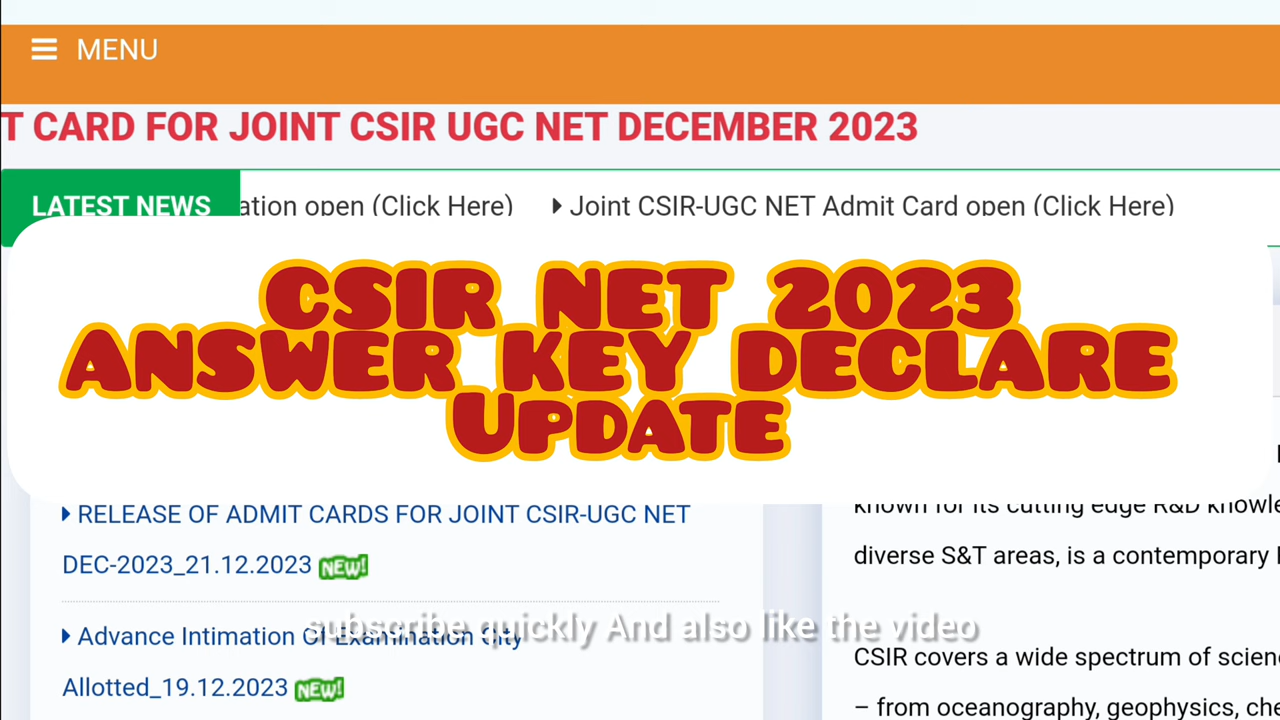 MENU
T CARD FOR JOINT CSIR UGC NET DECEMBER 2023
LATEST NEWS
ation open (Click Here)
Joint CSIR-UGC NET Admit Card open (Click Here)
CSIR NET 2023
ANSWER KEY DECLARE
UPDATE
RELEASE OF ADMIT CARDS FOR JOINT CSIR-UGC NET
DEC-2023_21.12.2023 NEW!
Advance Intimation Of Examination City
Allotted_19.12.2023 NEW!
known for its cutting edge R&D knowle
diverse S&T areas, is a contemporary
CSIR covers a wide spectrum of scien
– from oceanography, geophysics, che
subscribe quickly And also like the video